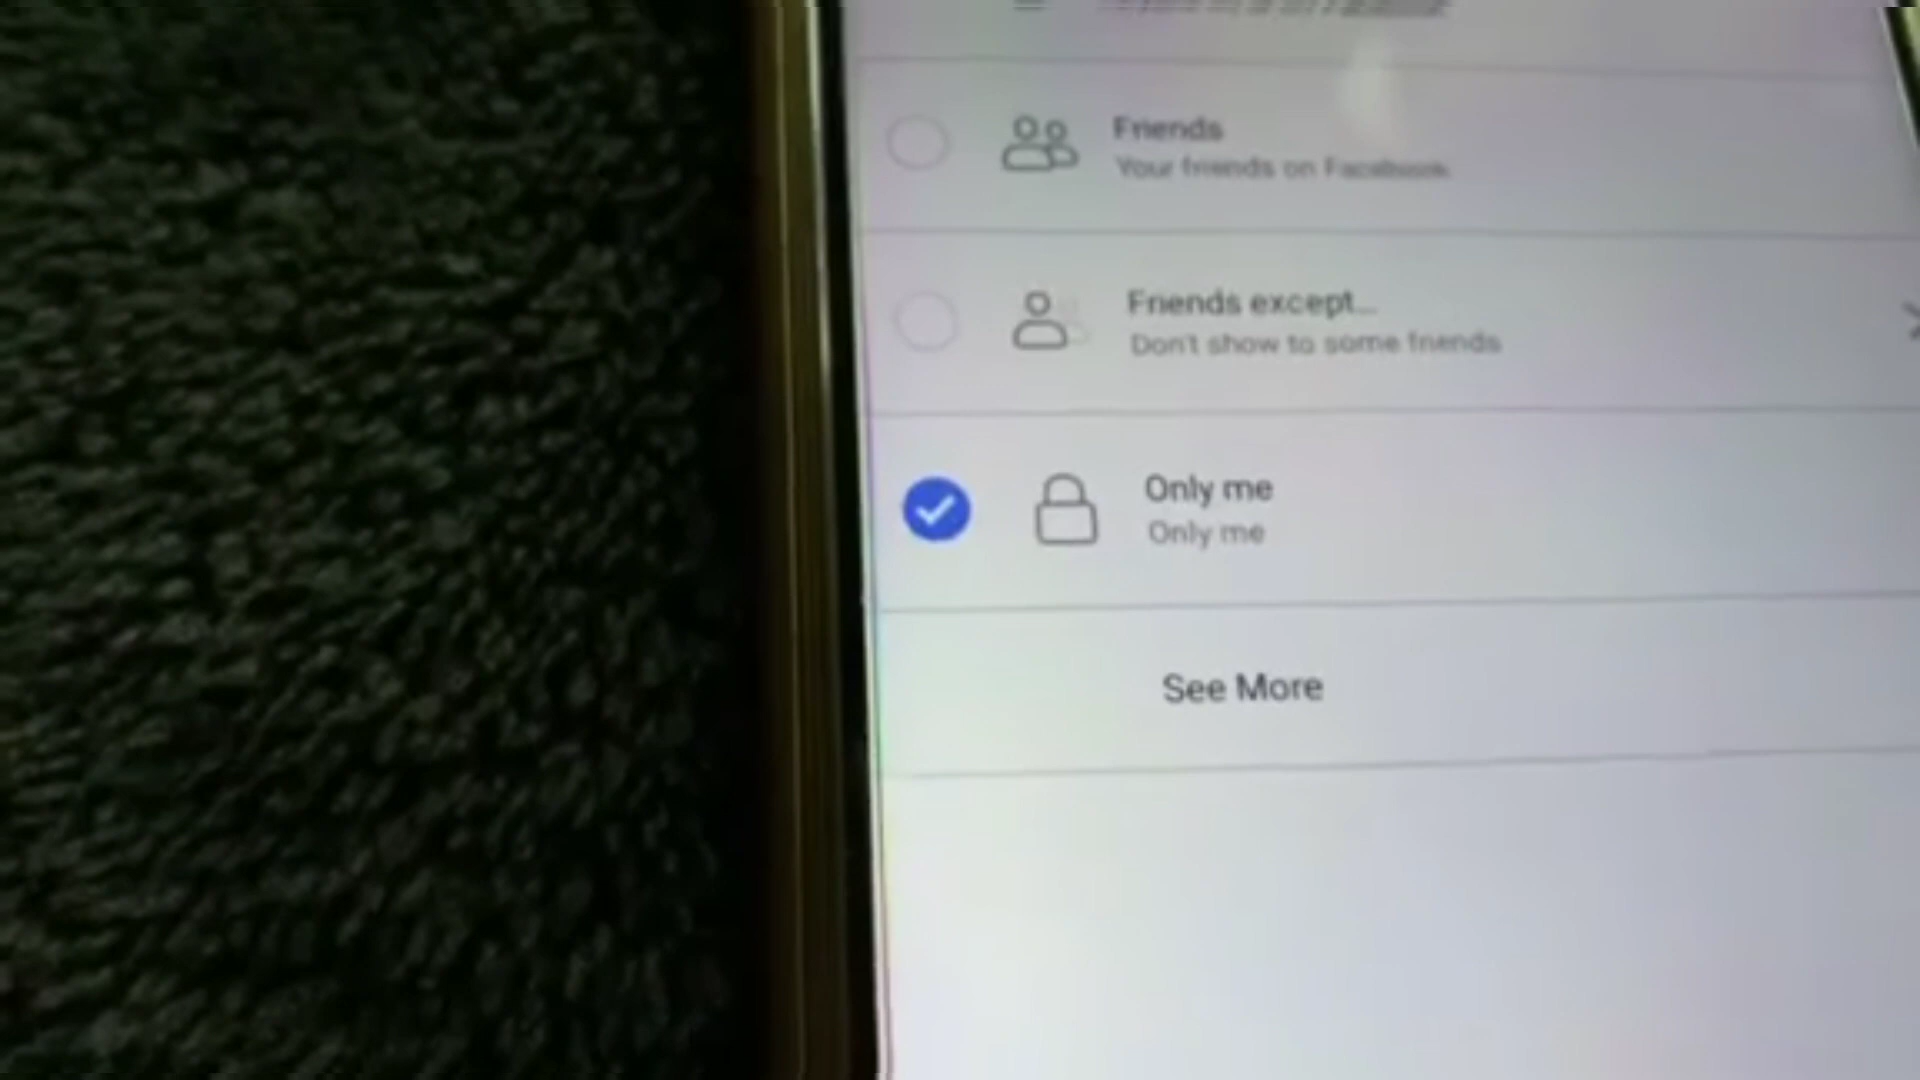 Friends
Your friends on Facebook
Friends except...
Don't show to some friends
Only me
Only me
See More